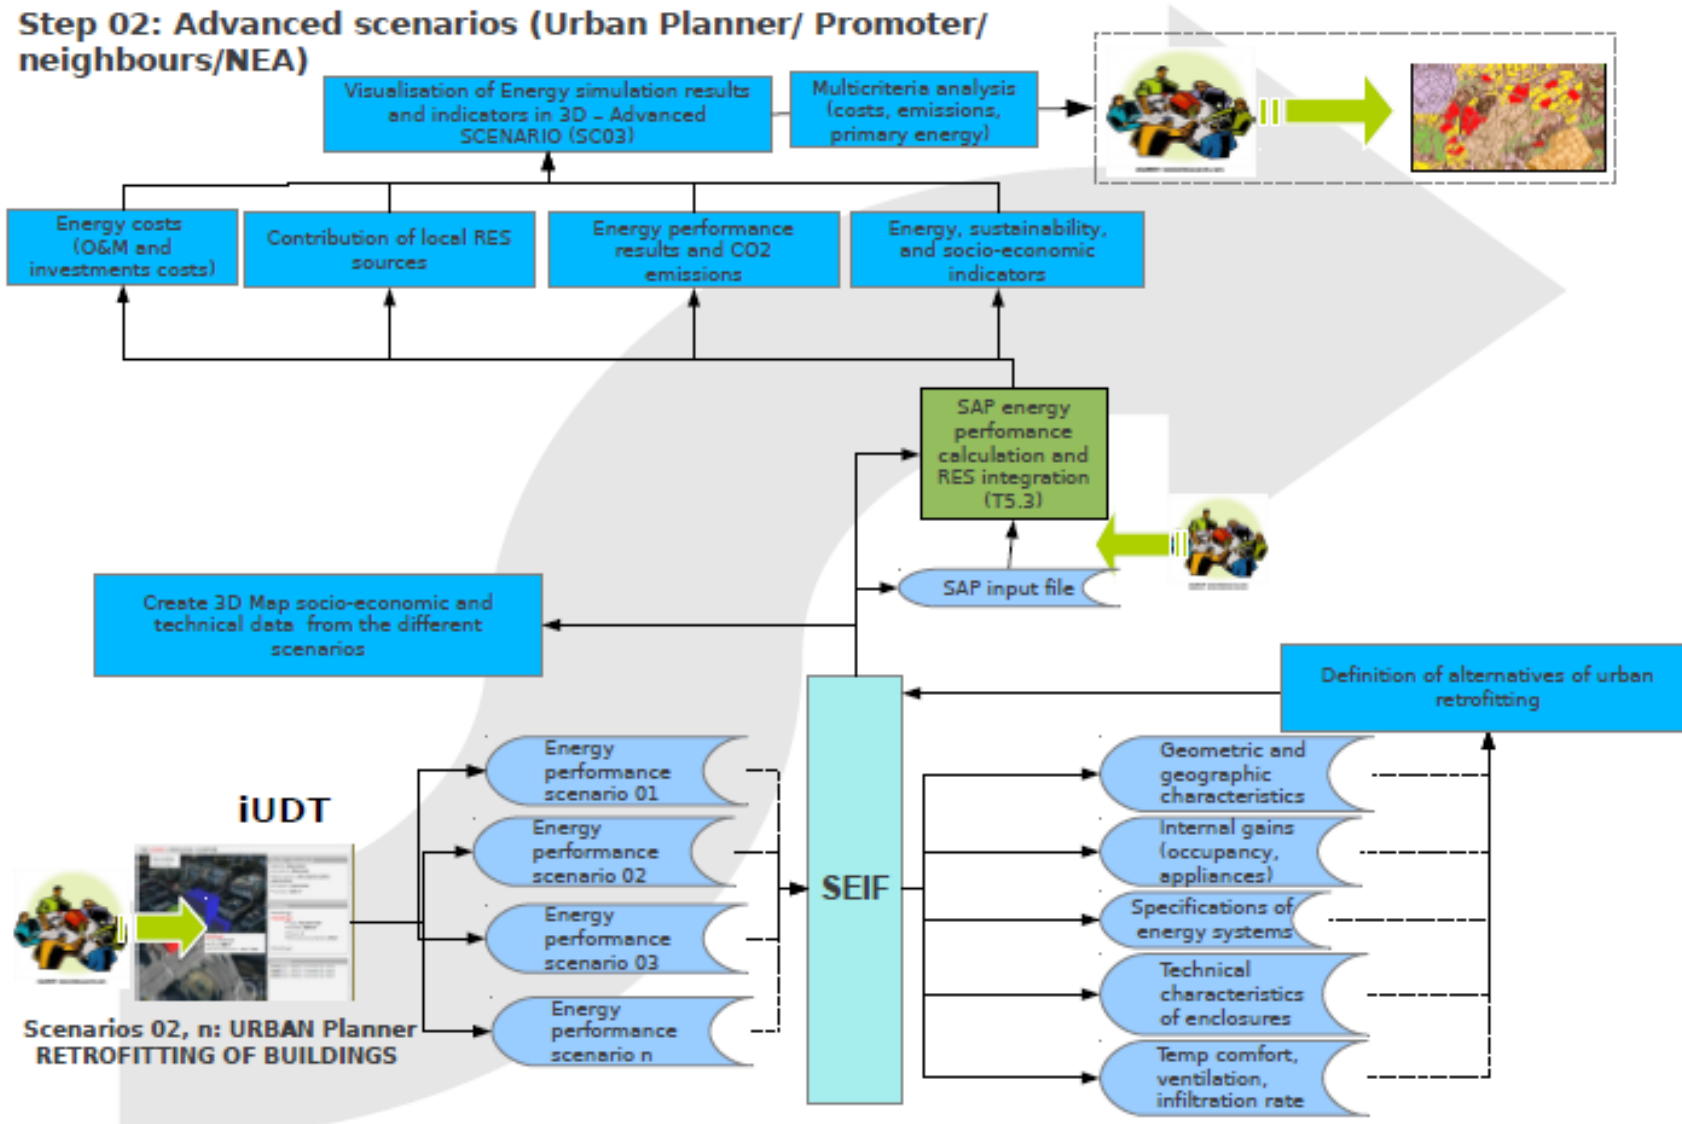 Step 02: Advanced scenarios (Urban Planner/ Promoter/
neighbours/NEA)
Visualisation of Energy simulation results
and indicators in 3D – Advanced
SCENARIO (SC03)
Multicriteria analysis
(costs, emissions,
primary energy)
Energy costs
(O&M and
investments costs)
Contribution of local RES
sources
Energy performance
results and CO2
emissions
Energy, sustainability,
and socio-economic
indicators
SAP energy
perfomance
calculation and
RES integration
(T5.3)
SAP input file
Create 3D Map socio-economic and
technical data from the different
scenarios
Definition of alternatives of urban
retrofitting
iUDT
Scenarios 02, n: URBAN Planner
RETROFITTING OF BUILDINGS
Energy
performance
scenario 01
Energy
performance
scenario 02
Energy
performance
scenario 03
Energy
performance
scenario n
SEIF
Geometric and
geographic
characteristics
Internal gains
(occupancy,
appliances)
Specifications of
energy systems
Technical
characteristics
of enclosures
Temp comfort,
ventilation,
infiltration rate